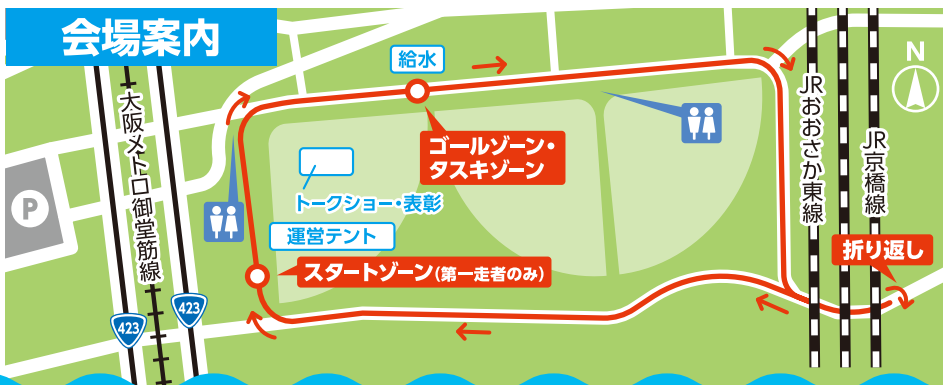 会場案内
給水
N
大阪メトロ御堂筋線
JRおおさか東線
JR京橋線
ゴールゾーン・
タスキゾーン
P
トークショー・表彰
運営テント
折り返し
スタートゾーン(第一走者のみ)
423
423